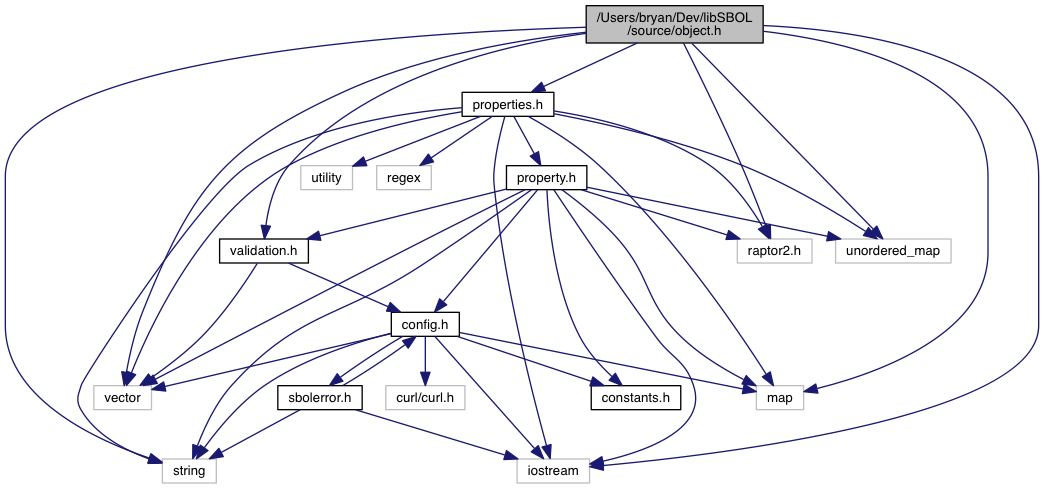 /Users/bryan/Dev/libSBOL
/source/object.h
properties.h
utility
regex
property.h
validation.h
raptor2.h
unordered_map
config.h
vector
sbolerror.h
curl/curl.h
constants.h
map
string
iostream